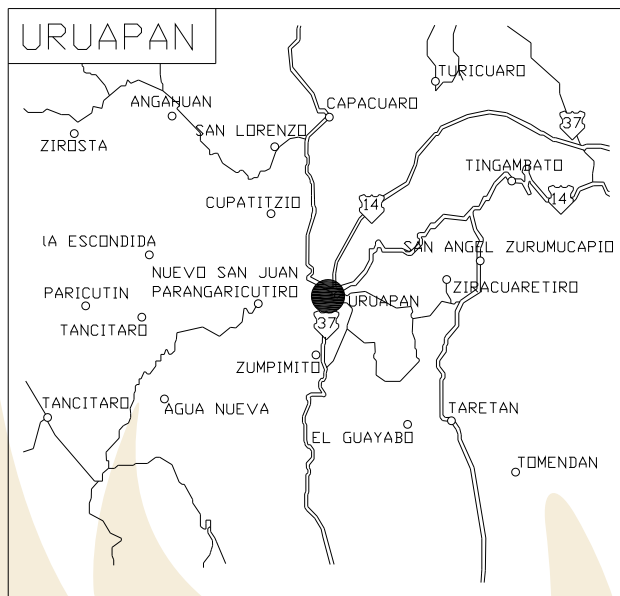 URUAPAN
TURICUARO
ANGAHUAN
CAPACUARO
37
SAN LORENZO
ZIROSTA
TINGAMBATO
CUPATITZIO
14
14
lA ESCONDIDA
SAN ANGEL ZURUMUCAPIO
NUEVO SAN JUAN
PARANGARICUTIRO
ZIRACUARETIRO
PARICUTIN
URUAPAN
TANCITARO
37
ZUMPIMITO
TANCITARO
AGUA NUEVA
TARETAN
EL GUAYABO
TOMENDAN